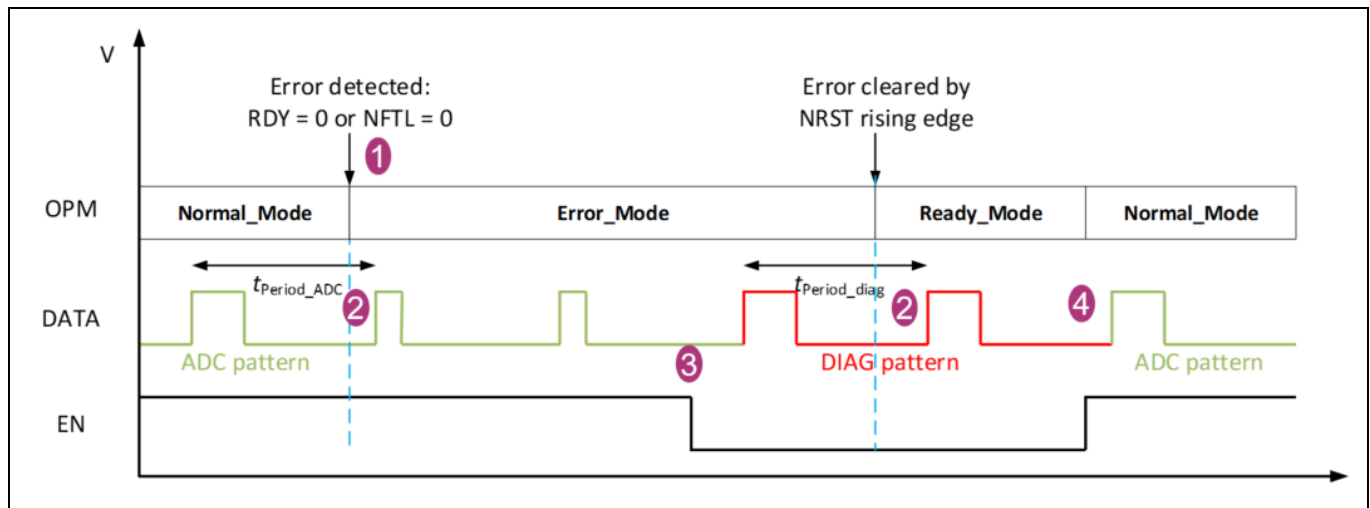 V
Error detected:
RDY = 0 or NFTL = 0
Error cleared by
NRST rising edge
1
OPM
Normal_Mode
Error_Mode
Ready_Mode
Normal_Mode
tPeriod_ADC
tPeriod_diag
2
2
4
DATA
3
ADC pattern
DIAG pattern
ADC pattern
EN